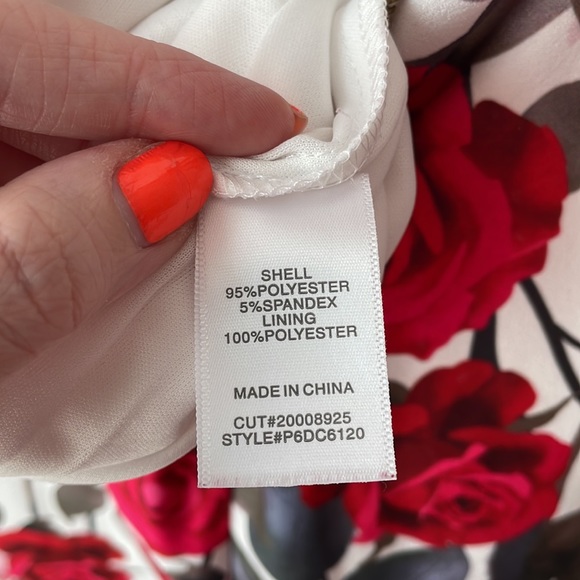 SHELL
95%POLYESTER
5%SPANDEX
LINING
100%POLYESTER
MADE IN CHINA
CUT#20008925
STYLE#P6DC6120